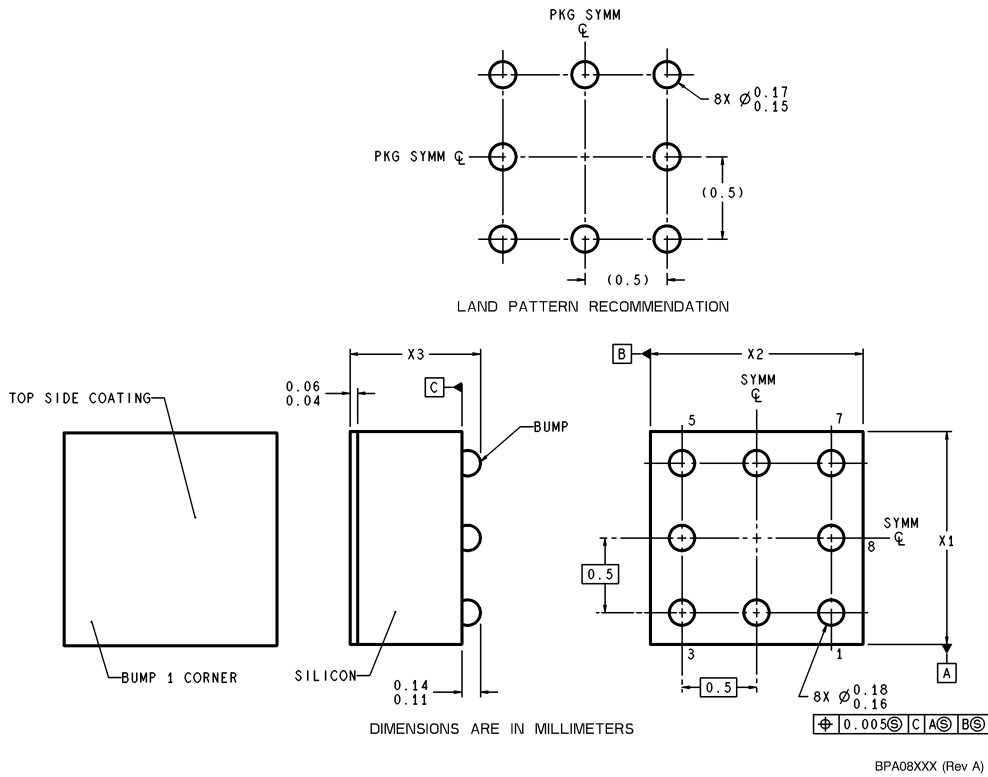 PKG SYMM
℄
8X Ø 0.17
0.15
PKG SYMM ℄
(0.5)
(0.5)
LAND PATTERN RECOMMENDATION
X3
B
X2
0.06
0.04
C
SYMM
℄
TOP SIDE COATING
BUMP
5
7
SYMM
℄
8
X1
0.5
BUMP 1 CORNER
SILICON
3
1
A
0.14
0.11
0.5
8X Ø 0.18
0.16
DIMENSIONS ARE IN MILLIMETERS
⌖ 0.005Ⓢ C AⓈ BⓈ
BPA08XXX (Rev A)